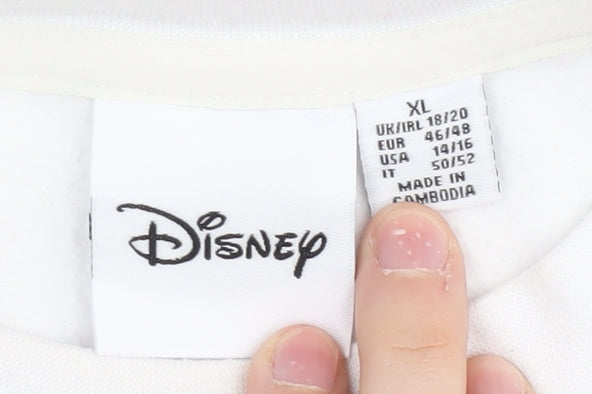 Disney
XL
UK/IRL 18/20
EUR 46/48
USA 14/16
IT 50/52
MADE IN
CAMBODIA